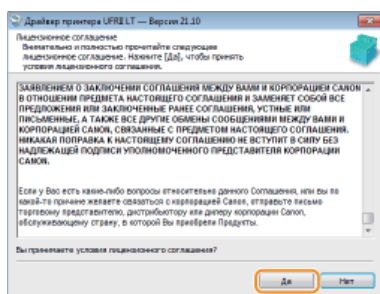 Драйвер принтера UFRII LT — Версия 21.10
Лицензионное соглашение
Внимательно и полностью прочитайте следующее
лицензионное соглашение. Нажмите [Да], чтобы принять
условия лицензионного соглашения.
ЗАЯВЛЕНИЕМ О ЗАКЛЮЧЕНИИ СОГЛАШЕНИЯ МЕЖДУ ВАМИ И КОРПОРАЦИЕЙ CANON
В ОТНОШЕНИИ ПРЕДМЕТА НАСТОЯЩЕГО СОГЛАШЕНИЯ И ЗАМЕНЯЕТ СОБОЙ ВСЕ
ПРЕДЛОЖЕНИЯ ИЛИ ЗАКЛЮЧЕННЫЕ РАНЕЕ СОГЛАШЕНИЯ, УСТНЫЕ ИЛИ
ПИСЬМЕННЫЕ, А ТАКЖЕ ВСЕ ДРУГИЕ ОБМЕНЫ СООБЩЕНИЯМИ МЕЖДУ ВАМИ И
КОРПОРАЦИЕЙ CANON, СВЯЗАННЫЕ С ПРЕДМЕТОМ НАСТОЯЩЕГО СОГЛАШЕНИЯ.
НИКАКАЯ ПОПРАВКА К НАСТОЯЩЕМУ СОГЛАШЕНИЮ НЕ ВСТУПИТ В СИЛУ БЕЗ
НАДЛЕЖАЩЕЙ ПОДПИСИ УПОЛНОМОЧЕННОГО ПРЕДСТАВИТЕЛЯ КОРПОРАЦИИ
CANON.
Если у Вас есть какие-либо вопросы относительно данного Соглашения, или вы по
какой-то причине желаете связаться с корпорацией Canon, отправьте письмо
торговому представителю, дистрибьютору или дилеру корпорации Canon,
обслуживающему страну, в которой Вы приобрели Продукты.
Вы принимаете условия лицензионного соглашения?
Да
Нет